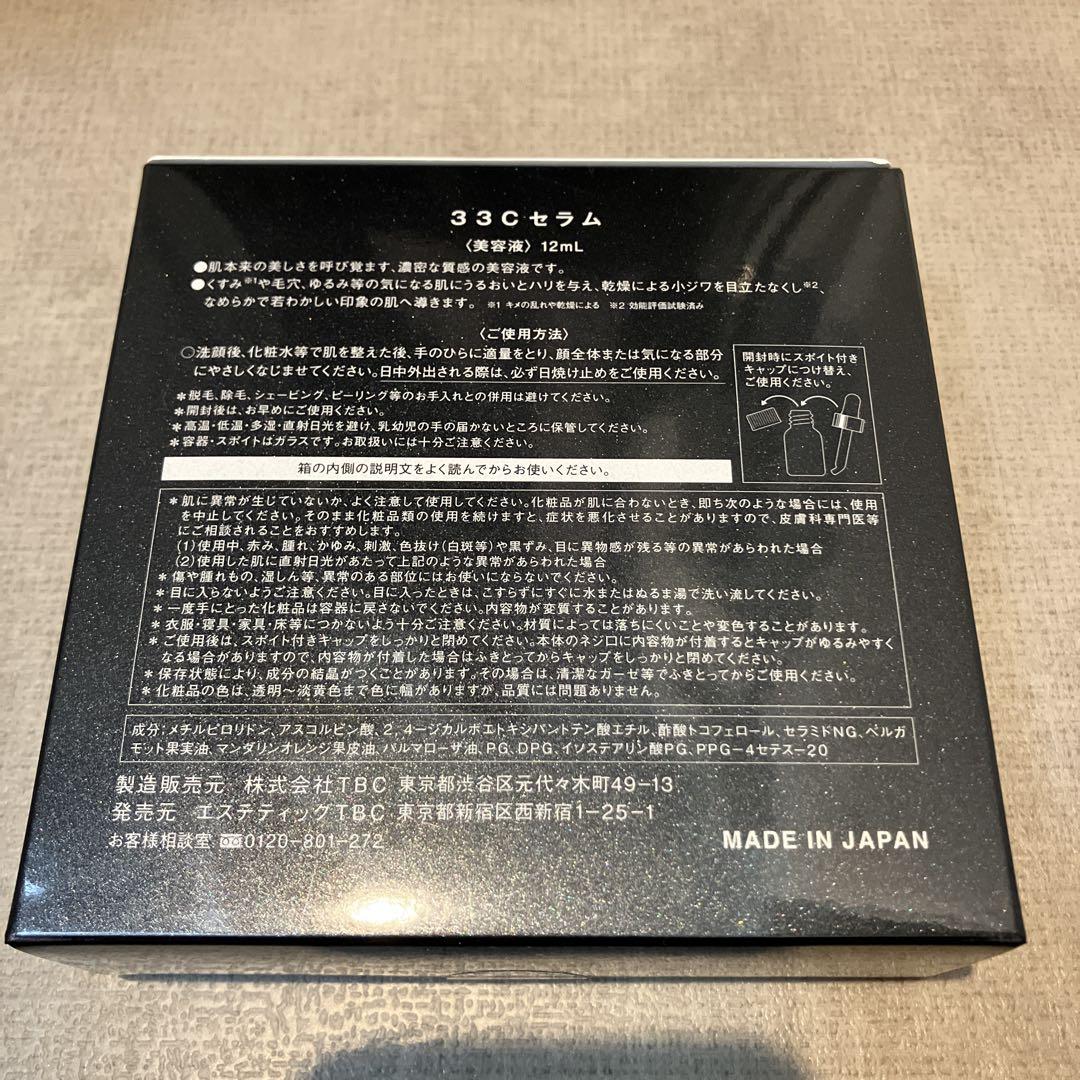 33Cセラム
〈美容液〉12mL
●肌本来の美しさを呼び覚ます、濃密な質感の美容液です。
●くすみ※1や毛穴、ゆるみ等の気になる肌にうるおいとハリを与え、乾燥による小ジワを目立たなくし※2、
なめらかで若わかしい印象の肌へ導きます。 ※1 キメの乱れや乾燥による ※2 効能評価試験済み
〈ご使用方法〉
○洗顔後、化粧水等で肌を整えた後、手のひらに適量をとり、顔全体または気になる部分
にやさしくなじませてください。日中外出される際は、必ず日焼け止めをご使用ください。
＊脱毛、除毛、シェービング、ピーリング等のお手入れとの併用は避けてください。
＊開封後は、お早めにご使用ください。
＊高温・低温・多湿・直射日光を避け、乳幼児の手の届かないところに保管してください。
＊容器・スポイトはガラスです。お取扱いには十分ご注意ください。
開封時にスポイト付き
キャップにつけ替え、
ご使用ください。
箱の内側の説明文をよく読んでからお使いください。
＊肌に異常が生じていないか、よく注意して使用してください。化粧品が肌に合わないとき、即ち次のような場合には、使用
を中止してください。そのまま化粧品類の使用を続けますと、症状を悪化させることがありますので、皮膚科専門医等
にご相談されることをおすすめします。
(1)使用中、赤み、腫れ、かゆみ、刺激、色抜け(白斑等)や黒ずみ、目に異物感が残る等の異常があらわれた場合
(2)使用した肌に直射日光があたって上記のような異常があらわれた場合
＊傷や腫れもの、湿しん等、異常のある部位にはお使いにならないでください。
＊目に入らないようご注意ください。目に入ったときは、こすらずにすぐに水またはぬるま湯で洗い流してください。
＊一度手にとった化粧品は容器に戻さないでください。内容物が変質することがあります。
＊衣服・寝具・家具・床等につかないよう十分ご注意ください。材質によっては落ちにくいことや変色することがあります。
＊ご使用後は、スポイト付きキャップをしっかりと閉めてください。本体のネジ口に内容物が付着するとキャップがゆるみやすく
なる場合がありますので、内容物が付着した場合はふきとってからキャップをしっかりと閉めてください。
＊保存状態により、成分の結晶がつくことがあります。その場合は、清潔なガーゼ等でふきとってからご使用ください。
＊化粧品の色は、透明～淡黄色まで色に幅がありますが、品質には問題ありません。
成分：メチルピロリドン、アスコルビン酸、2,4-ジカルボエトキシパントテン酸エチル、酢酸トコフェロール、セラミドNG、ベルガ
モット果実油、マンダリンオレンジ果皮油、パルマローザ油、PG、DPG、イソステアリン酸PG、PPG-4セテス-20
製造販売元 株式会社TBC 東京都渋谷区元代々木町49-13
発売元 エステティックTBC 東京都新宿区西新宿1-25-1
お客様相談室 0120-801-272
MADE IN JAPAN